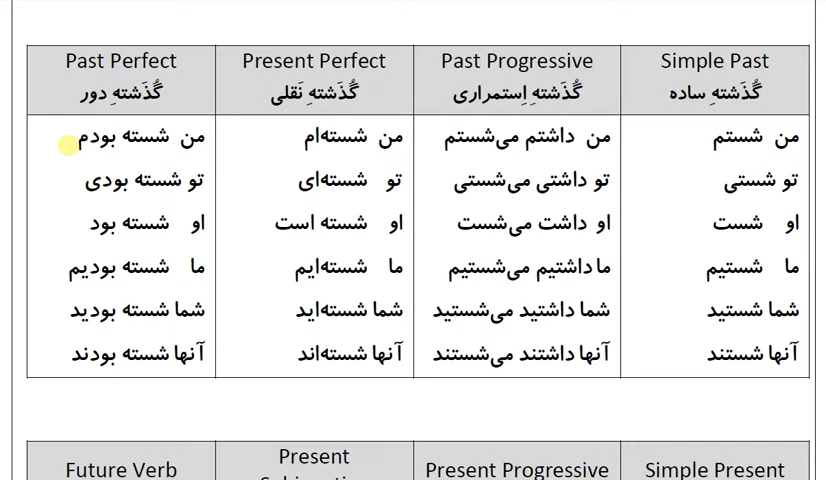 Past Perfect Present Perfect Past Progressive Simple Past
گُذَشتهِ دور گُذَشتهِ نَقلی گُذَشتهِ اِستمراری گُذَشتهِ ساده
من شستم من داشتم می‌شستم من شسته‌ام من شسته بودم
تو شستی تو داشتی می‌شستی تو شسته‌ای تو شسته بودی
او شست او داشت می‌شست او شسته است او شسته بود
ما شستیم ما داشتیم می‌شستیم ما شسته‌ایم ما شسته بودیم
شما شستید شما داشتید می‌شستید شما شسته‌اید شما شسته بودید
آنها شستند آنها داشتند می‌شستند آنها شسته‌اند آنها شسته بودند
Future Verb Present Present Progressive Simple Present